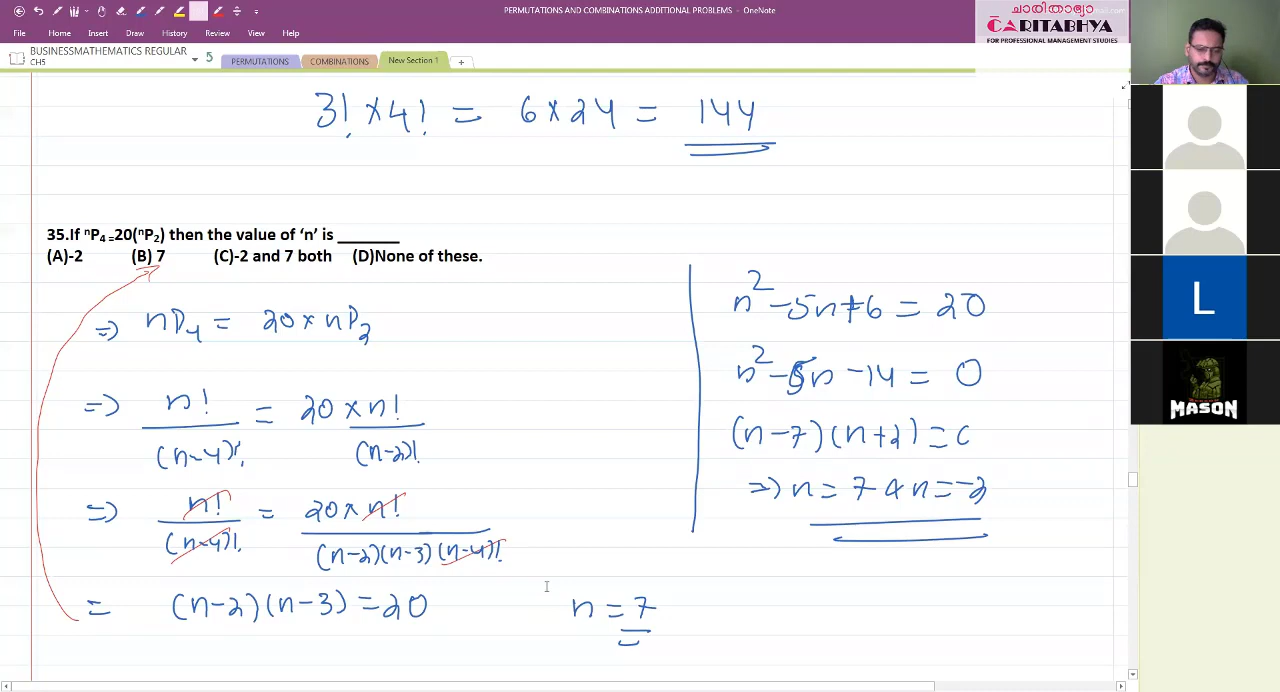 PERMUTATIONS AND COMBINATIONS ADDITIONAL PROBLEMS - OneNote
ചാരിതാഭ്യാ
CARITABHYA
FOR PROFESSIONAL MANAGEMENT STUDIES
File Home Insert Draw History Review View Help
BUSINESSMATHEMATICS REGULAR CH5
PERMUTATIONS COMBINATIONS New Section 1
3! × 4! = 6 × 24 = 144
35.If ⁿP₄ =20(ⁿP₂) then the value of ‘n’ is ________
(A)-2 (B) 7 (C)-2 and 7 both (D)None of these.
⇒ nP₄ = 20 × nP₂
⇒ n!/(n-4)! = 20 × n!/(n-2)!
⇒ n!/(n-4)! = 20 × n!/(n-2)(n-3)(n-4)!
= (n-2)(n-3) = 20
n = 7
n² -5n+6 = 20
n² -5n -14 = 0
(n-7)(n+2) = 0
⇒ n = 7 & n = -2
L
MASON